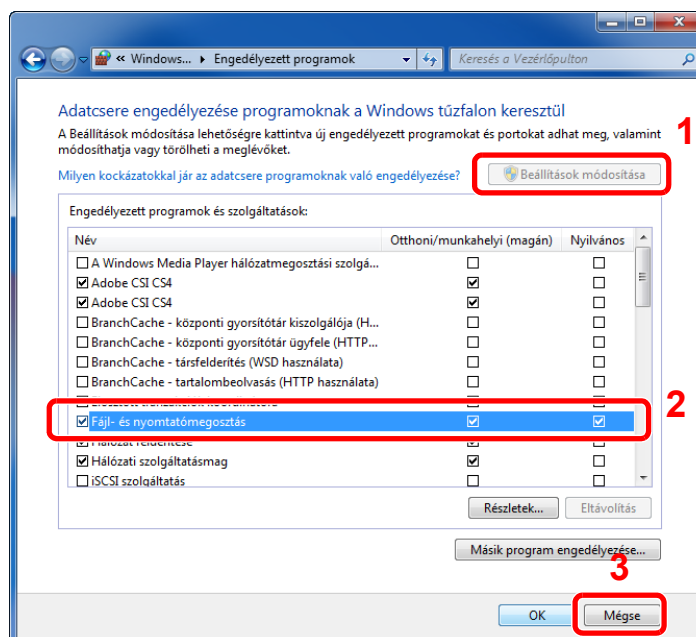 « Windows... ▸ Engedélyezett programok
Keresés a Vezérlőpulton
Adatcsere engedélyezése programoknak a Windows tűzfalon keresztül
A Beállítások módosítása lehetőségre kattintva új engedélyezett programokat és portokat adhat meg, valamint
módosíthatja vagy törölheti a meglévőket.
1
Milyen kockázatokkal jár az adatcsere programoknak való engedélyezése?
Beállítások módosítása
Engedélyezett programok és szolgáltatások:
Név Otthoni/munkahelyi (magán) Nyilvános
A Windows Media Player hálózatmegosztási szolgá...
Adobe CSI CS4
Adobe CSI CS4
BranchCache - központi gyorsítótár kiszolgálója (H...
BranchCache - központi gyorsítótár ügyfele (HTTP...
BranchCache - társfelderítés (WSD használata)
BranchCache - tartalombeolvasás (HTTP használata)
2
Fájl- és nyomtatómegosztás
Hálózat felderítése
Hálózati szolgáltatásmag
iSCSI szolgáltatás
Részletek... Eltávolítás
Másik program engedélyezése...
3
OK Mégse